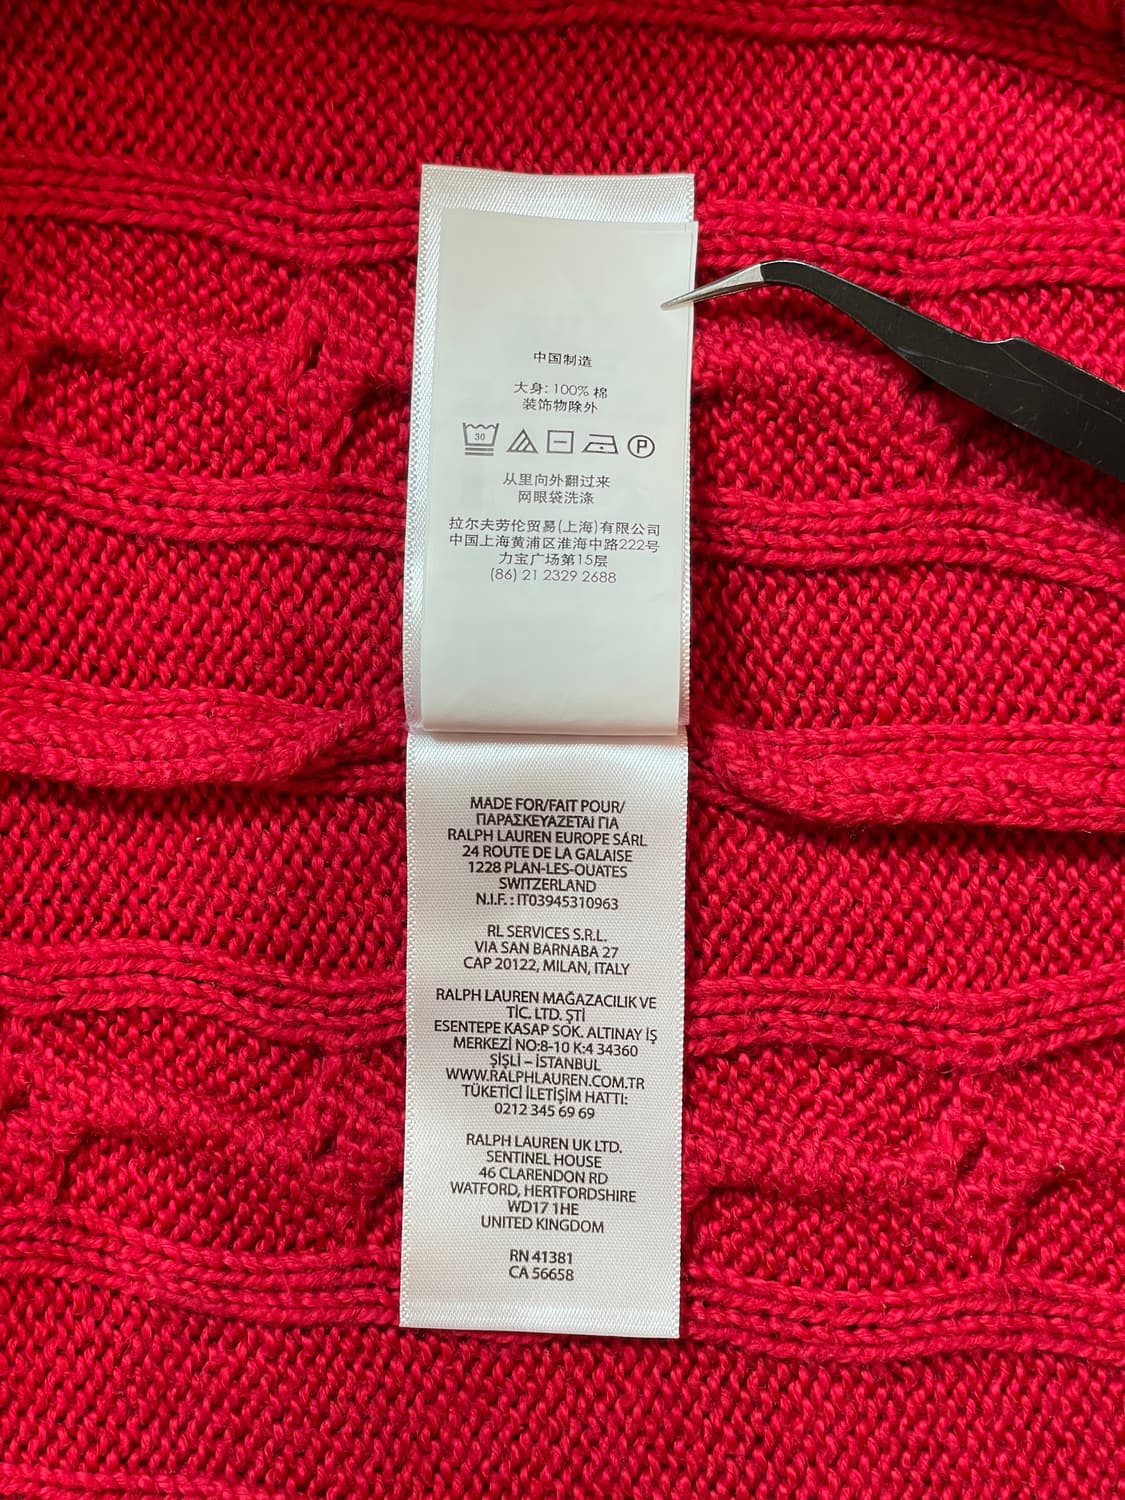 中国制造
大身: 100% 棉
装饰物除外
30
P
从里向外翻过来
网眼袋洗涤
拉尔夫劳伦贸易(上海)有限公司
中国上海黄浦区淮海中路222号
力宝广场第15层
(86) 21 2329 2688
MADE FOR/FAIT POUR/
ΠΑΡΑΣΚΕΥΑΖΕΤΑΙ ΓΙΑ
RALPH LAUREN EUROPE SÁRL
24 ROUTE DE LA GALAISE
1228 PLAN-LES-OUATES
SWITZERLAND
N.I.F. : IT03945310963
RL SERVICES S.R.L.
VIA SAN BARNABA 27
CAP 20122, MILAN, ITALY
RALPH LAUREN MAĞAZACILIK VE
TİC. LTD. ŞTİ
ESENTEPE KASAP SOK. ALTINAY İŞ
MERKEZİ NO:8-10 K:4 34360
ŞİŞLİ – İSTANBUL
WWW.RALPHLAUREN.COM.TR
TÜKETİCİ İLETİŞİM HATTI:
0212 345 69 69
RALPH LAUREN UK LTD.
SENTINEL HOUSE
46 CLARENDON RD
WATFORD, HERTFORDSHIRE
WD17 1HE
UNITED KINGDOM
RN 41381
CA 56658